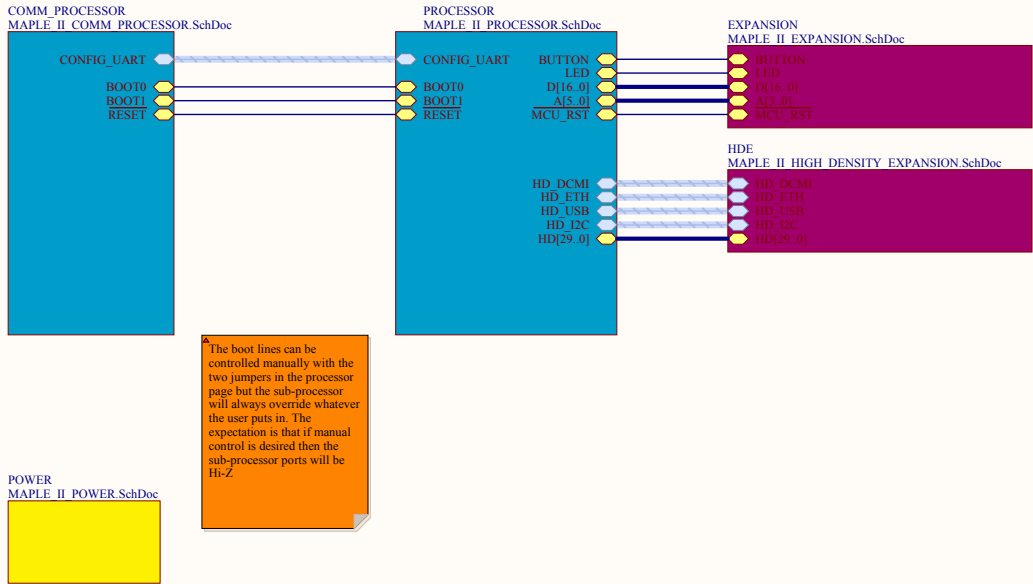 COMM_PROCESSOR
MAPLE_II_COMM_PROCESSOR.SchDoc
CONFIG_UART
BOOT0
BOOT1
RESET
PROCESSOR
MAPLE_II_PROCESSOR.SchDoc
CONFIG_UART
BOOT0
BOOT1
RESET
BUTTON
LED
D[16..0]
A[5..0]
MCU_RST
HD_DCMI
HD_ETH
HD_USB
HD_I2C
HD[29..0]
EXPANSION
MAPLE_II_EXPANSION.SchDoc
BUTTON
LED
D[16..0]
A[5..0]
MCU_RST
HDE
MAPLE_II_HIGH_DENSITY_EXPANSION.SchDoc
HD_DCMI
HD_ETH
HD_USB
HD_I2C
HD[29..0]
The boot lines can be
controlled manually with the
two jumpers in the processor
page but the sub-processor
will always override whatever
the user puts in. The
expectation is that if manual
control is desired then the
sub-processor ports will be
Hi-Z
POWER
MAPLE_II_POWER.SchDoc